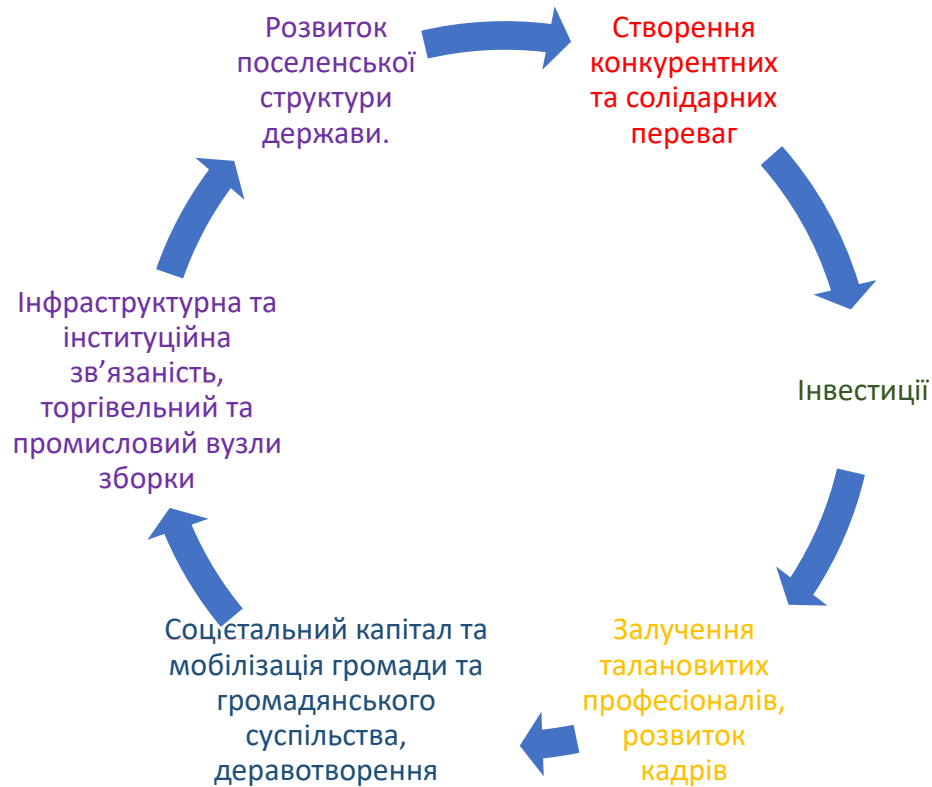 Розвиток
поселенської
структури
держави.
Створення
конкурентних
та солідарних
переваг
Інвестиції
Залучення
талановитих
професіоналів,
розвиток
кадрів
Соцієтальний капітал та
мобілізація громади та
громадянського
суспільства,
деравотворення
Інфраструктурна та
інституційна
зв’язаність,
торгівельний та
промисловий вузли
зборки